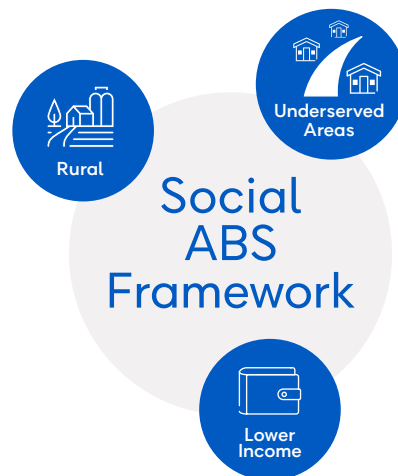 Underserved
Areas
Rural
Social
ABS
Framework
Lower
Income